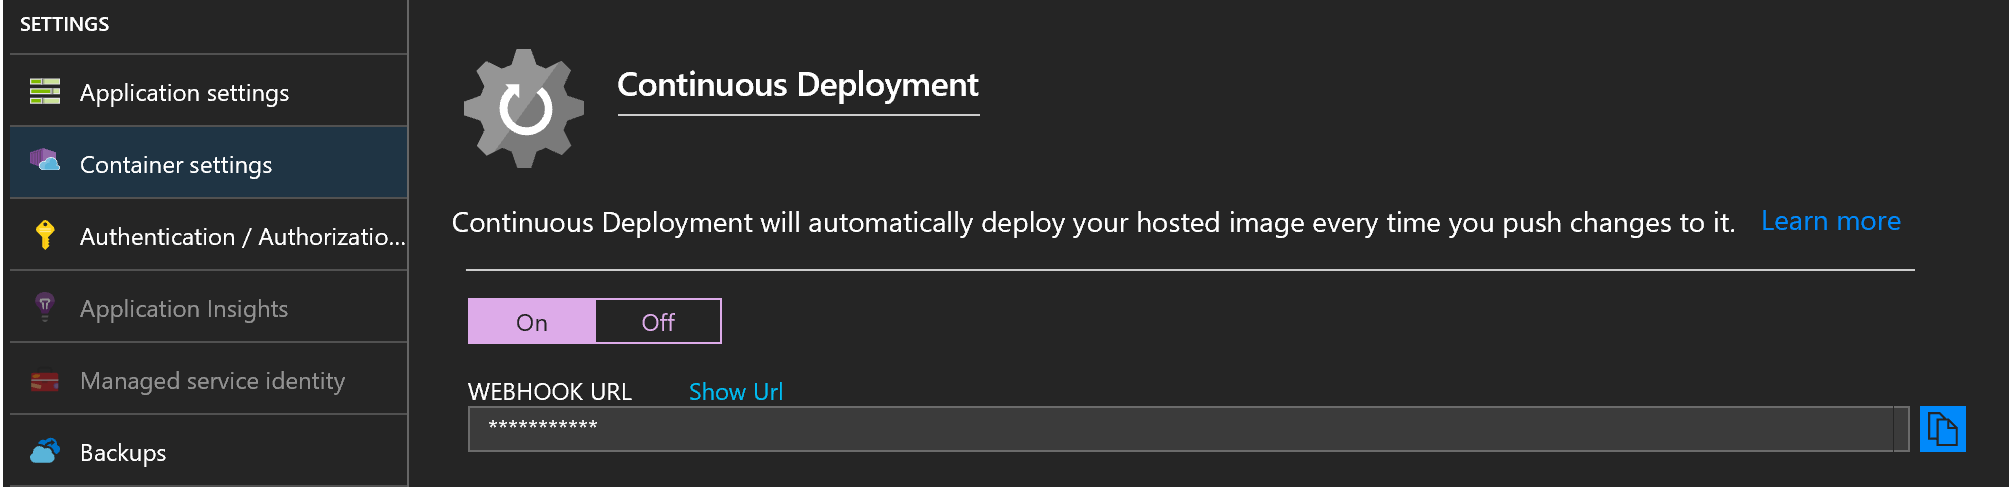 SETTINGS
Application settings
Container settings
Authentication / Authorizatio...
Application Insights
Managed service identity
Backups
Continuous Deployment
Continuous Deployment will automatically deploy your hosted image every time you push changes to it. Learn more
On Off
WEBHOOK URL Show Url
***********